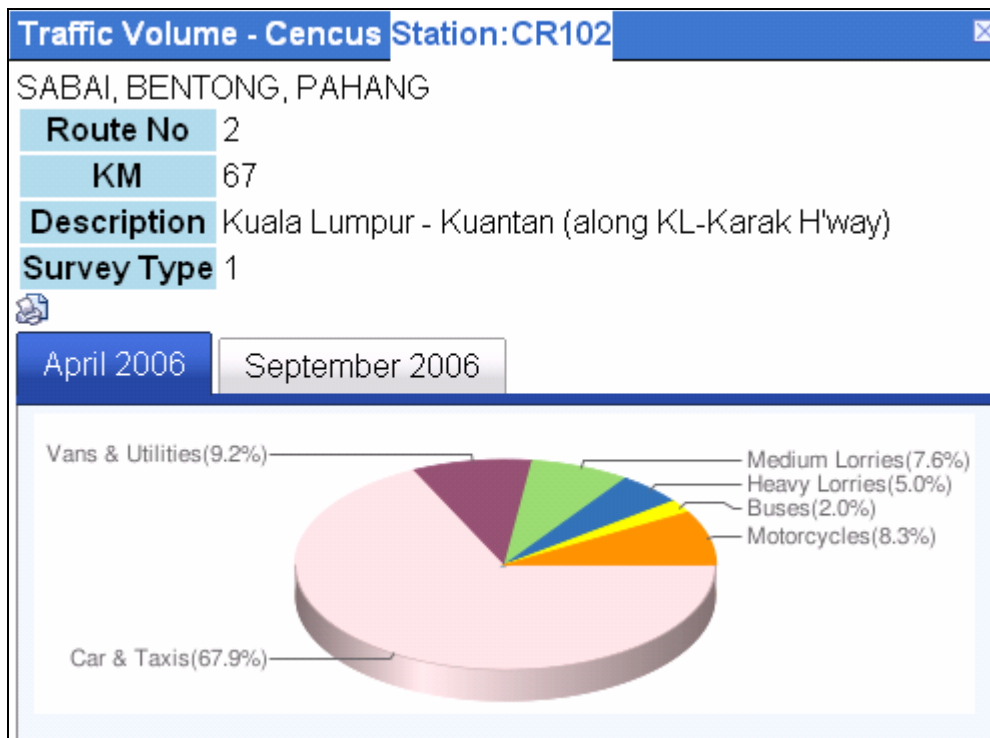 Traffic Volume - Cencus Station:CR102
SABAI, BENTONG, PAHANG
Route No 2
KM 67
Description Kuala Lumpur - Kuantan (along KL-Karak H'way)
Survey Type 1
April 2006 September 2006
Vans & Utilities(9.2%) Medium Lorries(7.6%)
Heavy Lorries(5.0%)
Buses(2.0%)
Motorcycles(8.3%)
Car & Taxis(67.9%)